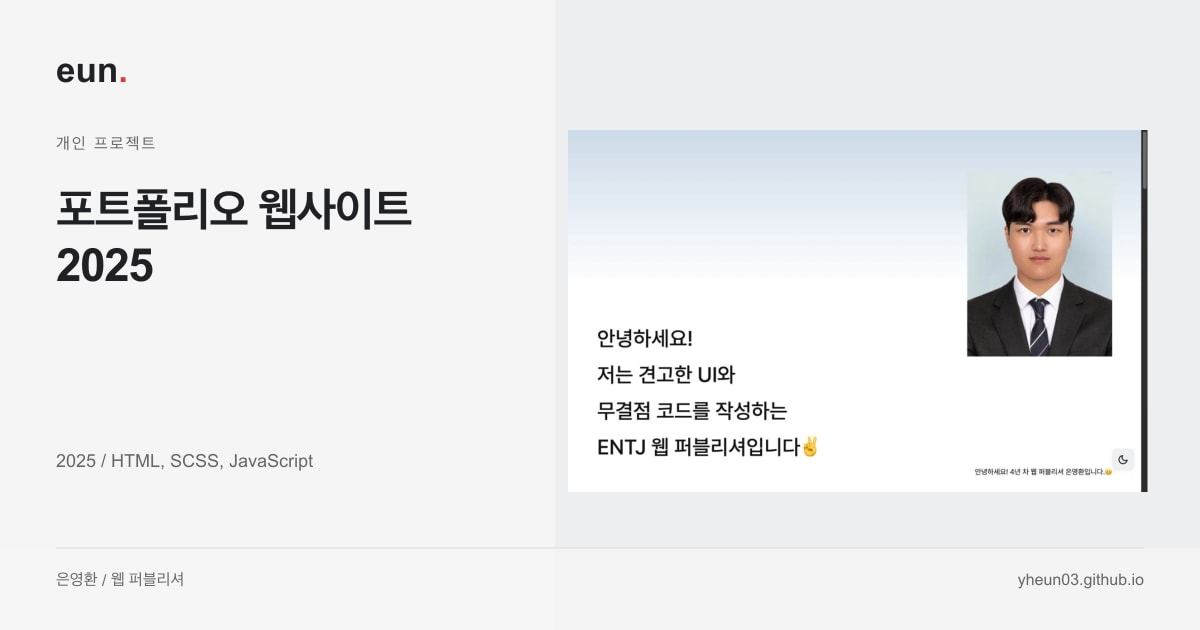 eun.
개인 프로젝트
포트폴리오 웹사이트
2025
2025 / HTML, SCSS, JavaScript
안녕하세요!
저는 견고한 UI와
무결점 코드를 작성하는
ENTJ 웹 퍼블리셔입니다✌️
안녕하세요! 4년 차 웹 퍼블리셔 은영환입니다.😊
은영환 / 웹 퍼블리셔
yheun03.github.io